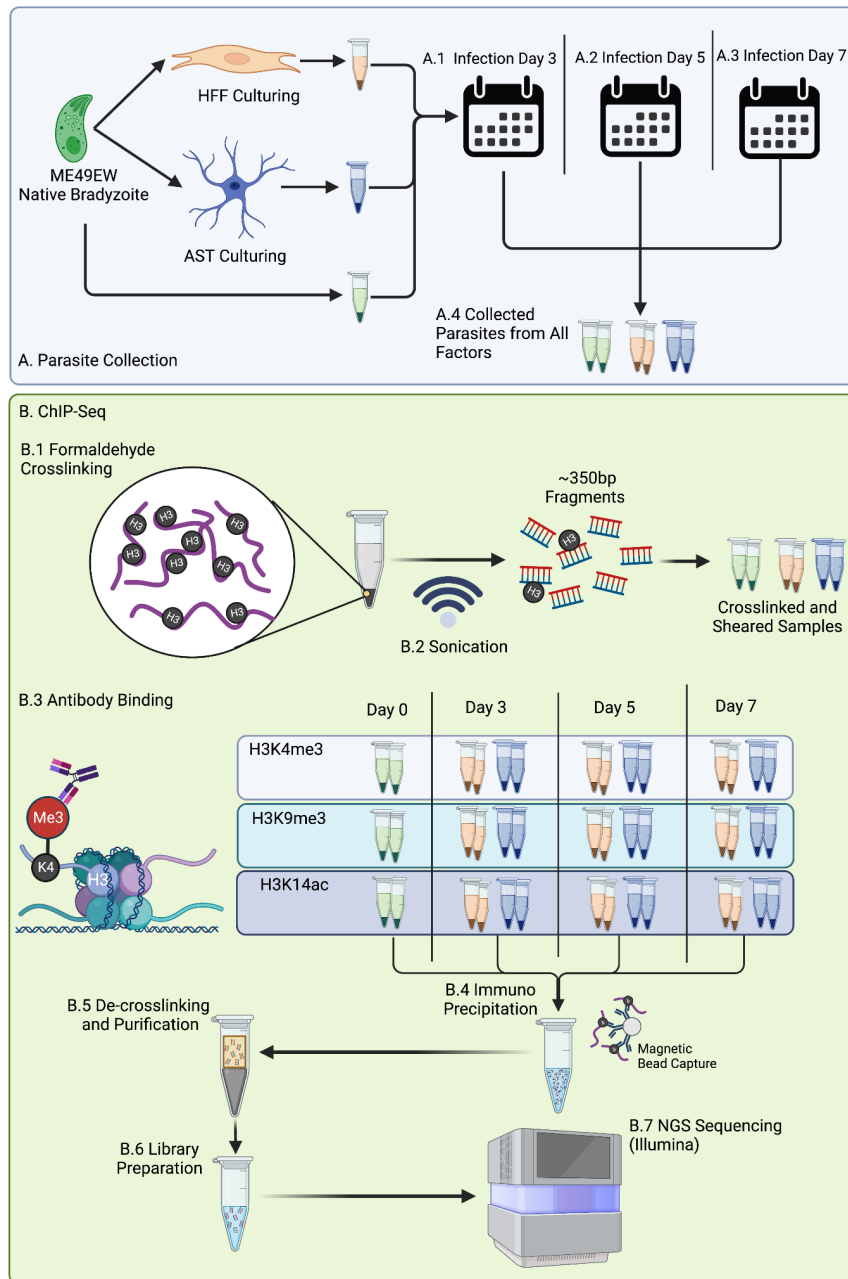 A.1 Infection Day 3
A.2 Infection Day 5
A.3 Infection Day 7
HFF Culturing
ME49EW
Native Bradyzoite
AST Culturing
A.4 Collected
Parasites from All
Factors
A. Parasite Collection
B. ChIP-Seq
B.1 Formaldehyde
Crosslinking
H3
H3
H3
H3
H3
H3
H3
H3
H3
~350bp
Fragments
H3
H3
B.2 Sonication
Crosslinked and
Sheared Samples
B.3 Antibody Binding
Day 0
Day 3
Day 5
Day 7
H3K4me3
H3K9me3
H3K14ac
Me3
K4
H3
B.4 Immuno
Precipitation
Magnetic
Bead Capture
B.5 De-crosslinking
and Purification
B.6 Library
Preparation
B.7 NGS Sequencing
(Illumina)